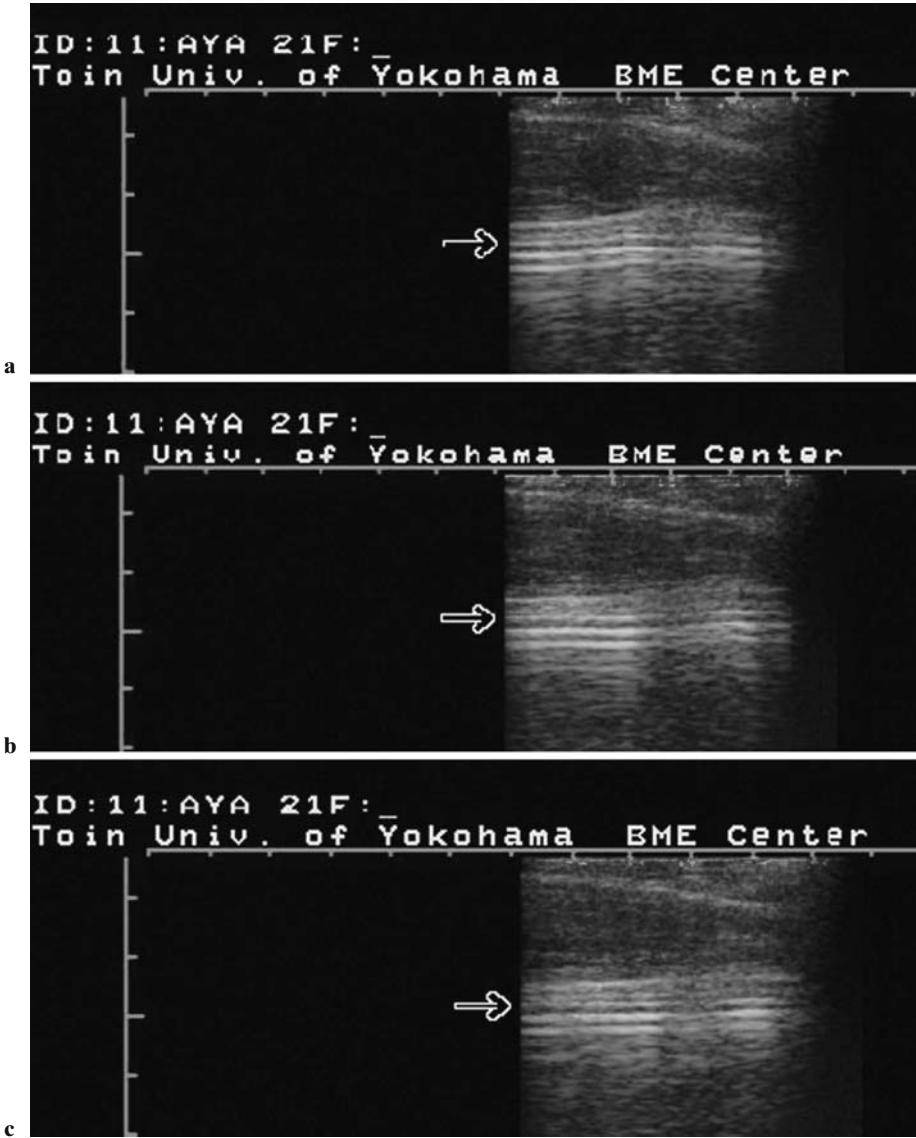 ID:11:AYA 21F:_
Toin Univ. of Yokohama BME Center
a
ID:11:AYA 21F:_
Toin Univ. of Yokohama BME Center
b
ID:11:AYA 21F:_
Toin Univ. of Yokohama BME Center
c